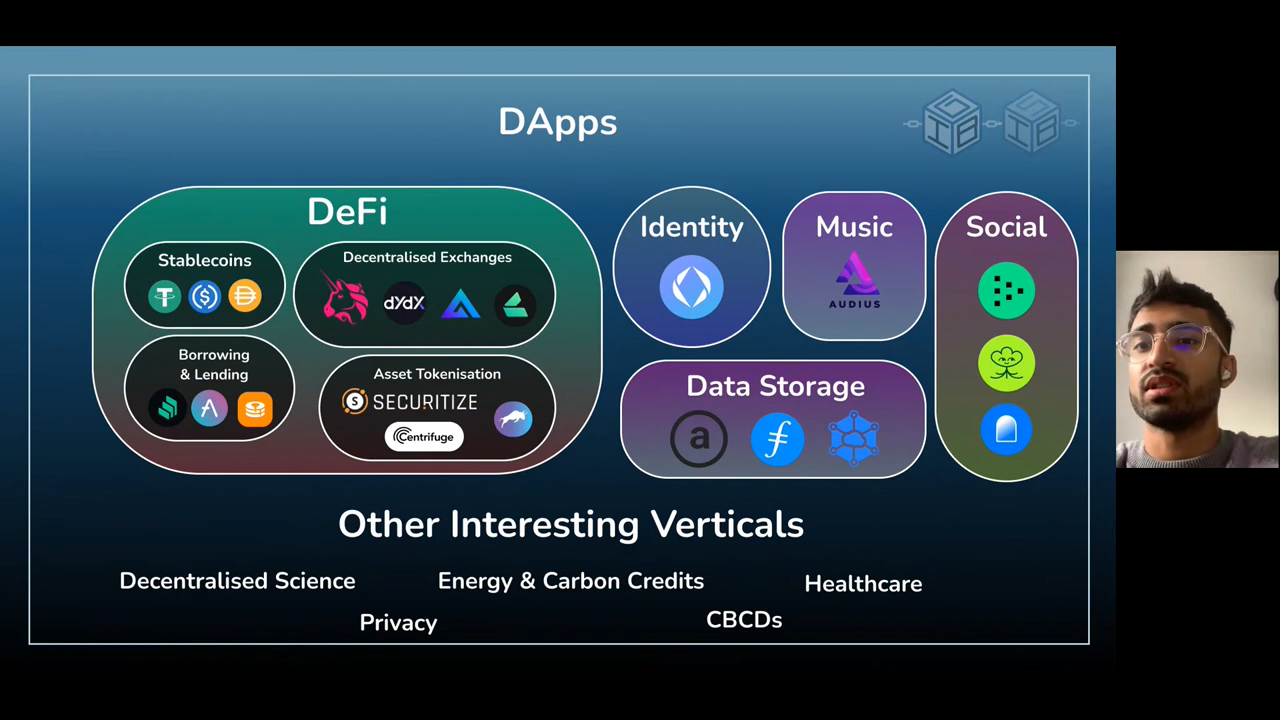 DApps
DeFi
Stablecoins
Decentralised Exchanges
dYdX
Borrowing
& Lending
Asset Tokenisation
S SECURITIZE
Centrifuge
Identity
Music
AUDIUS
Social
Data Storage
a
Other Interesting Verticals
Decentralised Science
Energy & Carbon Credits
Healthcare
Privacy
CBCDs